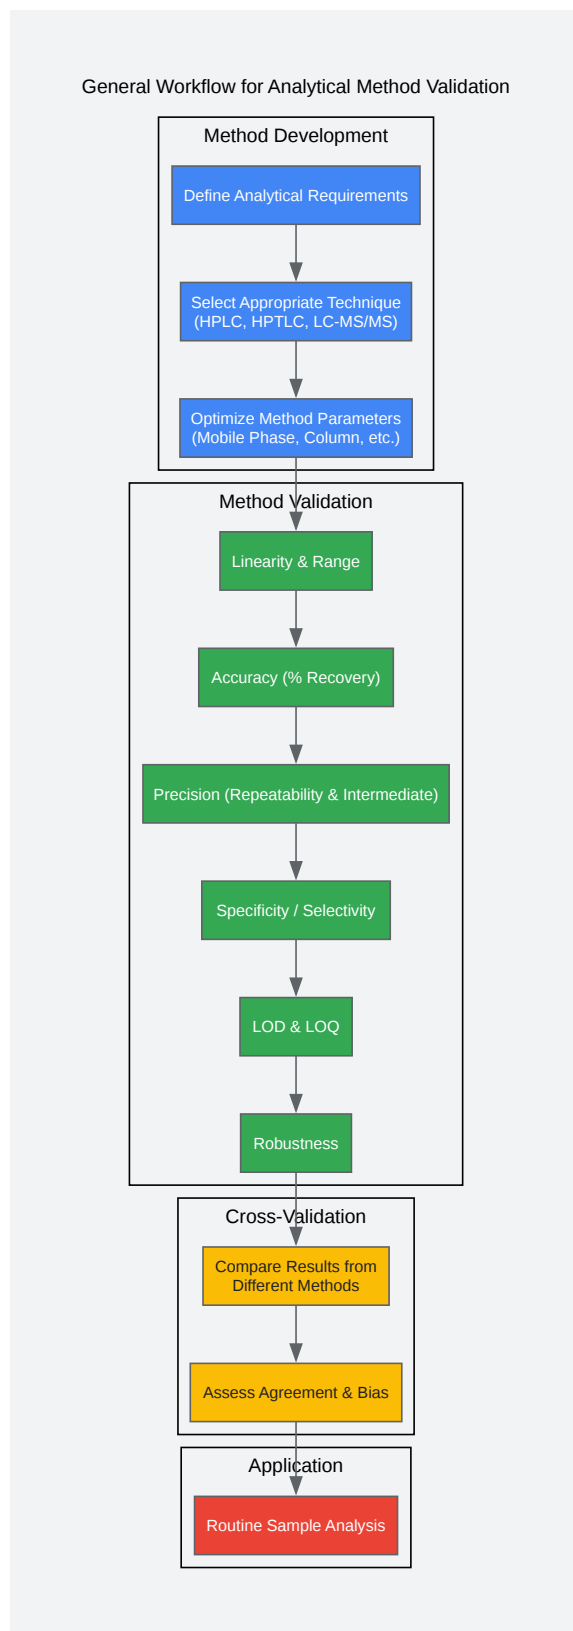 General Workflow for Analytical Method Validation
Method Development
Define Analytical Requirements
Select Appropriate Technique
(HPLC, HPTLC, LC-MS/MS)
Optimize Method Parameters
(Mobile Phase, Column, etc.)
Method Validation
Linearity & Range
Accuracy (% Recovery)
Precision (Repeatability & Intermediate)
Specificity / Selectivity
LOD & LOQ
Robustness
Cross-Validation
Compare Results from
Different Methods
Assess Agreement & Bias
Application
Routine Sample Analysis